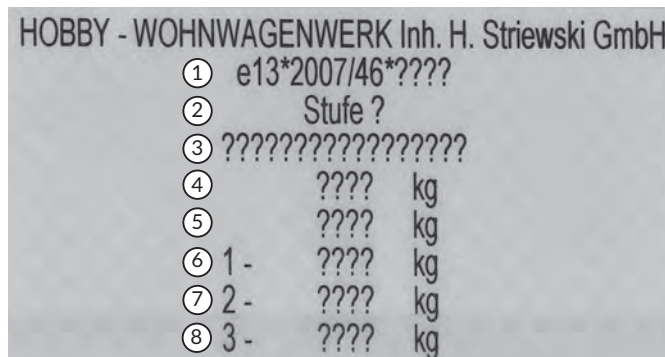 HOBBY - WOHNWAGENWERK Inh. H. Striewski GmbH
① e13*2007/46*????
② Stufe ?
③ ?????????????????
④ ???? kg
⑤ ???? kg
⑥ 1 - ???? kg
⑦ 2 - ???? kg
⑧ 3 - ???? kg